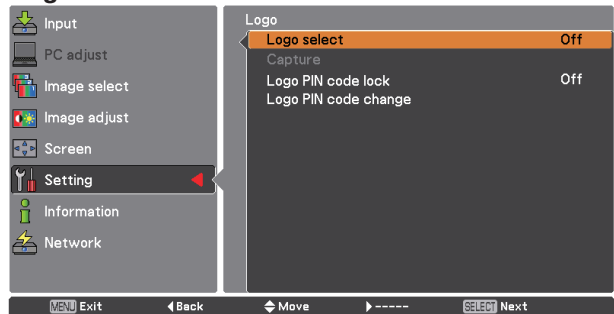 Input
PC adjust
Image select
Image adjust
Screen
Setting
Information
Network
Logo
Logo select Off
Capture
Logo PIN code lock Off
Logo PIN code change
MENU Exit Back Move ----- SELECT Next